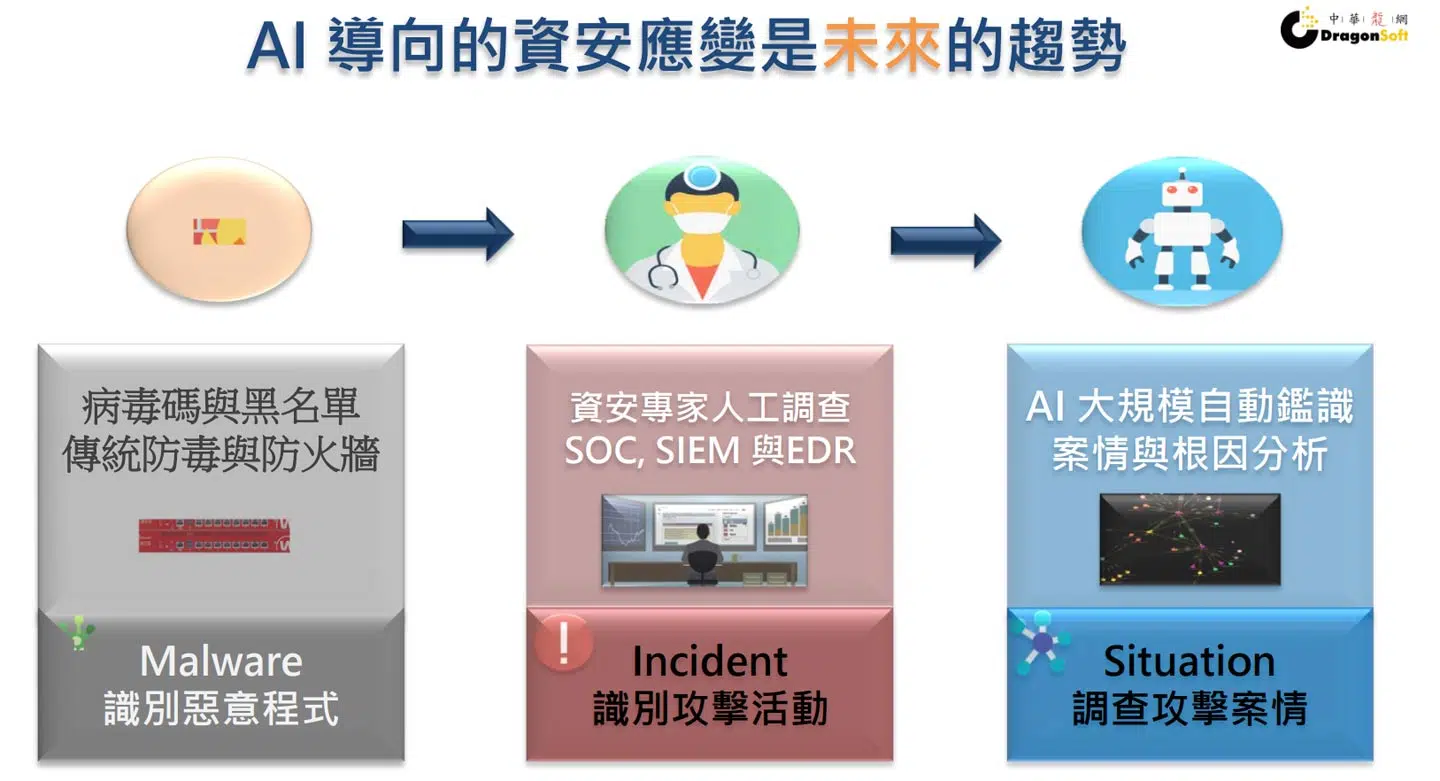 AI 導向的資安應變是未來的趨勢
中華龍網
DragonSoft
病毒碼與黑名單
傳統防毒與防火牆
Malware
識別惡意程式
資安專家人工調查
SOC, SIEM 與EDR
!
Incident
識別攻擊活動
AI 大規模自動鑑識
案情與根因分析
Situation
調查攻擊案情